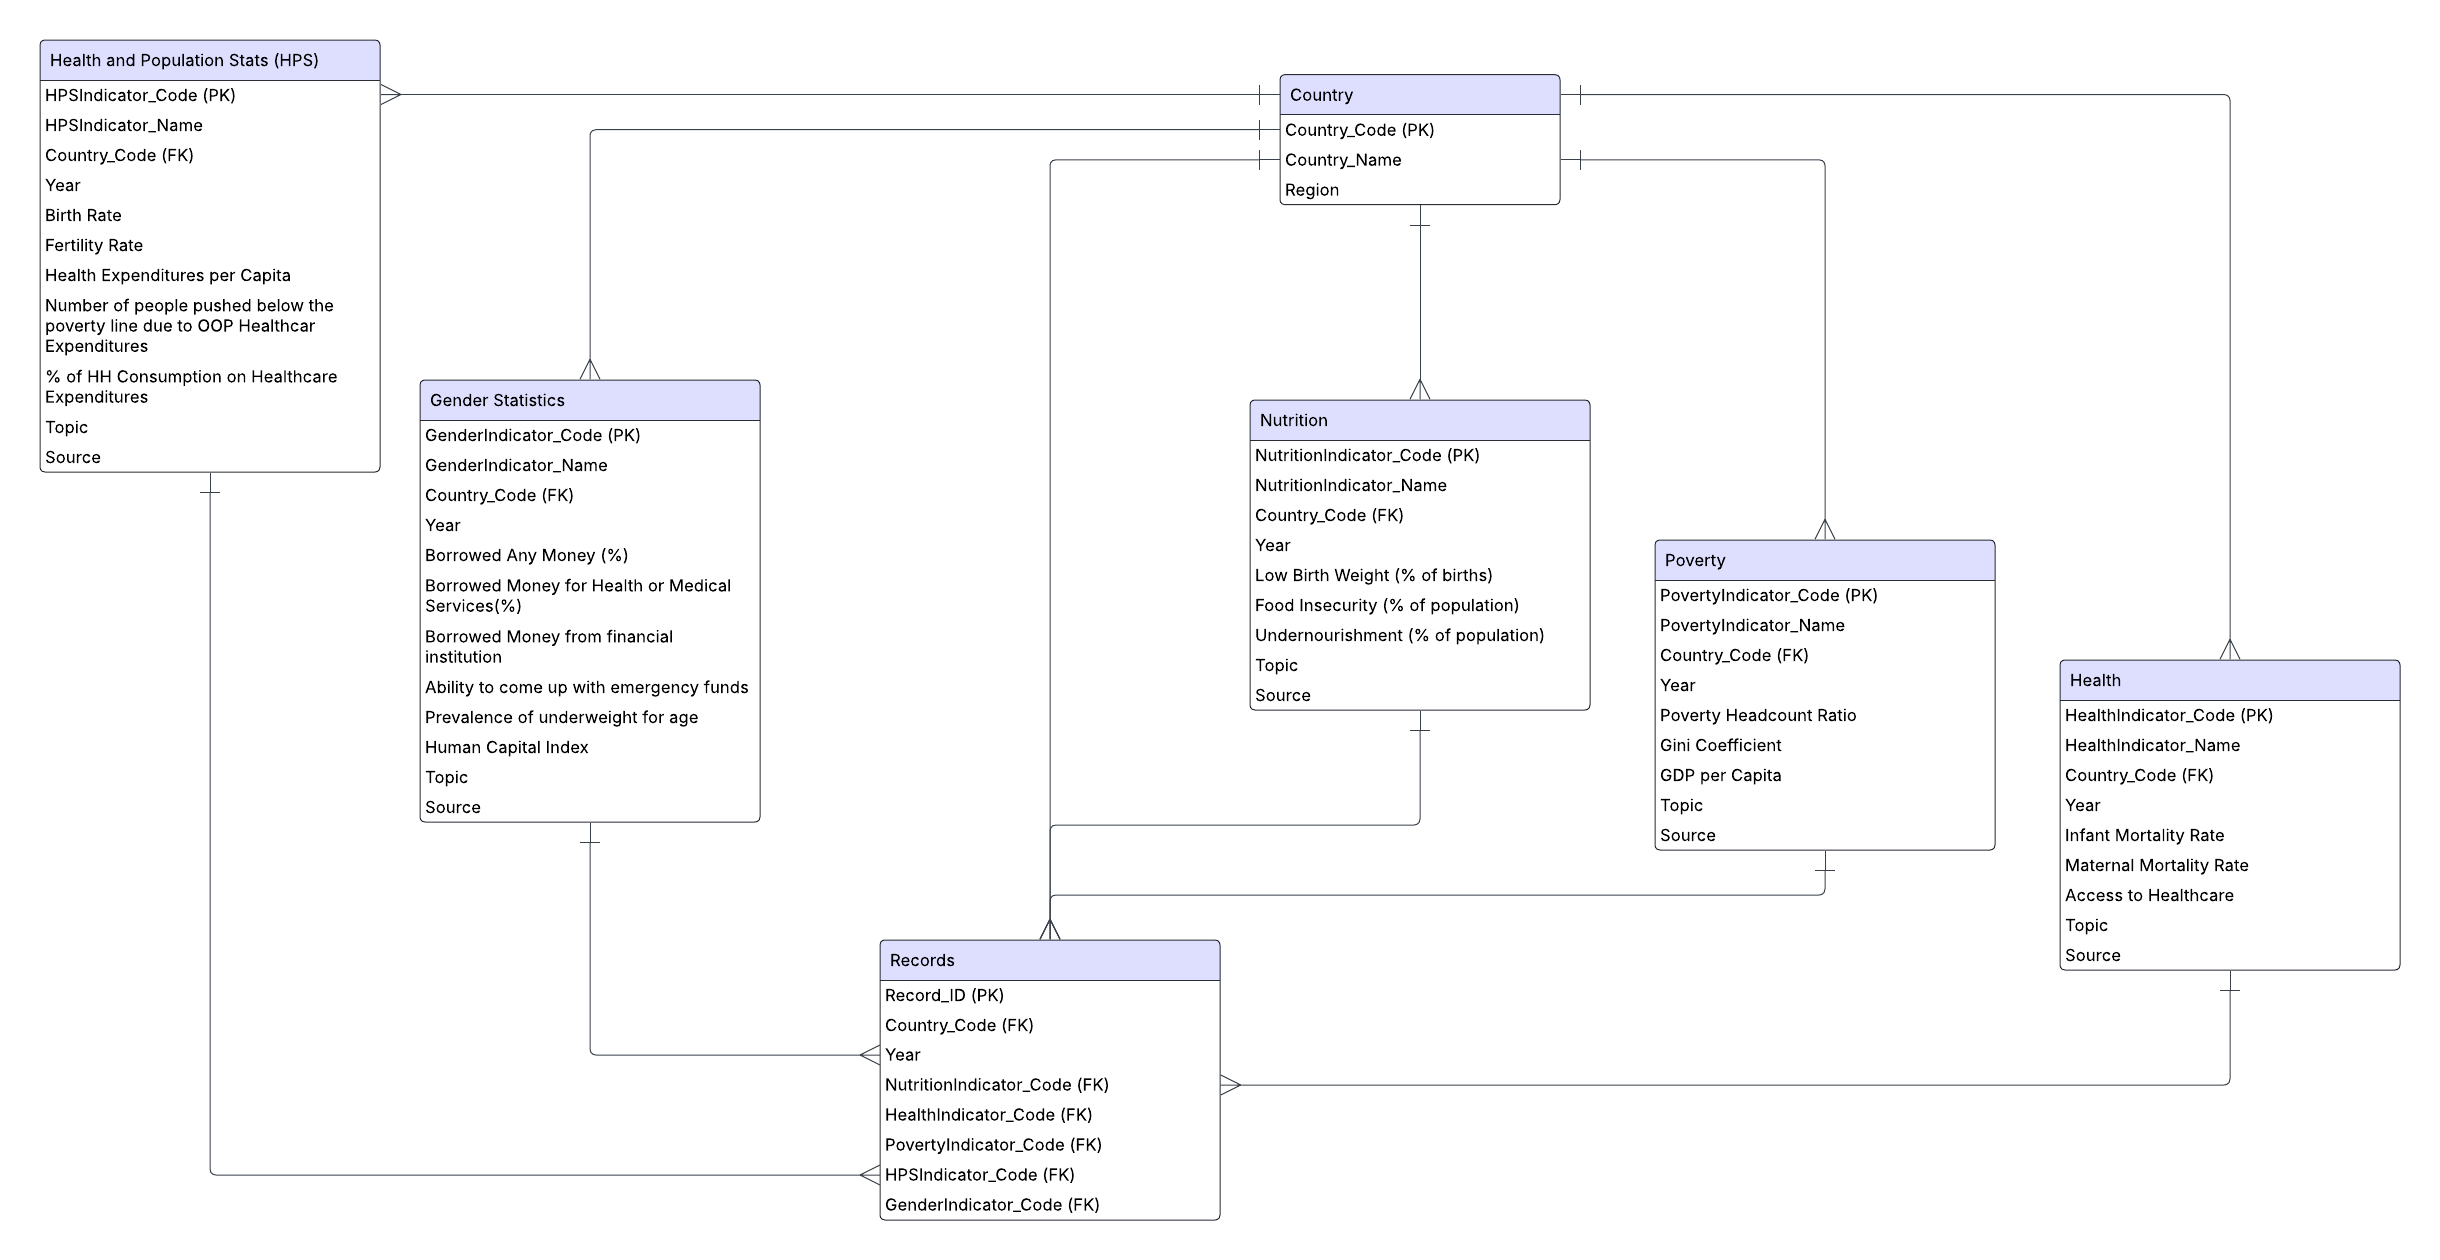 Health and Population Stats (HPS)
HPSIndicator_Code (PK)
HPSIndicator_Name
Country_Code (FK)
Year
Birth Rate
Fertility Rate
Health Expenditures per Capita
Number of people pushed below the
poverty line due to OOP Healthcar
Expenditures
% of HH Consumption on Healthcare
Expenditures
Topic
Source
Country
Country_Code (PK)
Country_Name
Region
Gender Statistics
GenderIndicator_Code (PK)
GenderIndicator_Name
Country_Code (FK)
Year
Borrowed Any Money (%)
Borrowed Money for Health or Medical
Services(%)
Borrowed Money from financial
institution
Ability to come up with emergency funds
Prevalence of underweight for age
Human Capital Index
Topic
Source
Nutrition
NutritionIndicator_Code (PK)
NutritionIndicator_Name
Country_Code (FK)
Year
Low Birth Weight (% of births)
Food Insecurity (% of population)
Undernourishment (% of population)
Topic
Source
Poverty
PovertyIndicator_Code (PK)
PovertyIndicator_Name
Country_Code (FK)
Year
Poverty Headcount Ratio
Gini Coefficient
GDP per Capita
Topic
Source
Health
HealthIndicator_Code (PK)
HealthIndicator_Name
Country_Code (FK)
Year
Infant Mortality Rate
Maternal Mortality Rate
Access to Healthcare
Topic
Source
Records
Record_ID (PK)
Country_Code (FK)
Year
NutritionIndicator_Code (FK)
HealthIndicator_Code (FK)
PovertyIndicator_Code (FK)
HPSIndicator_Code (FK)
GenderIndicator_Code (FK)